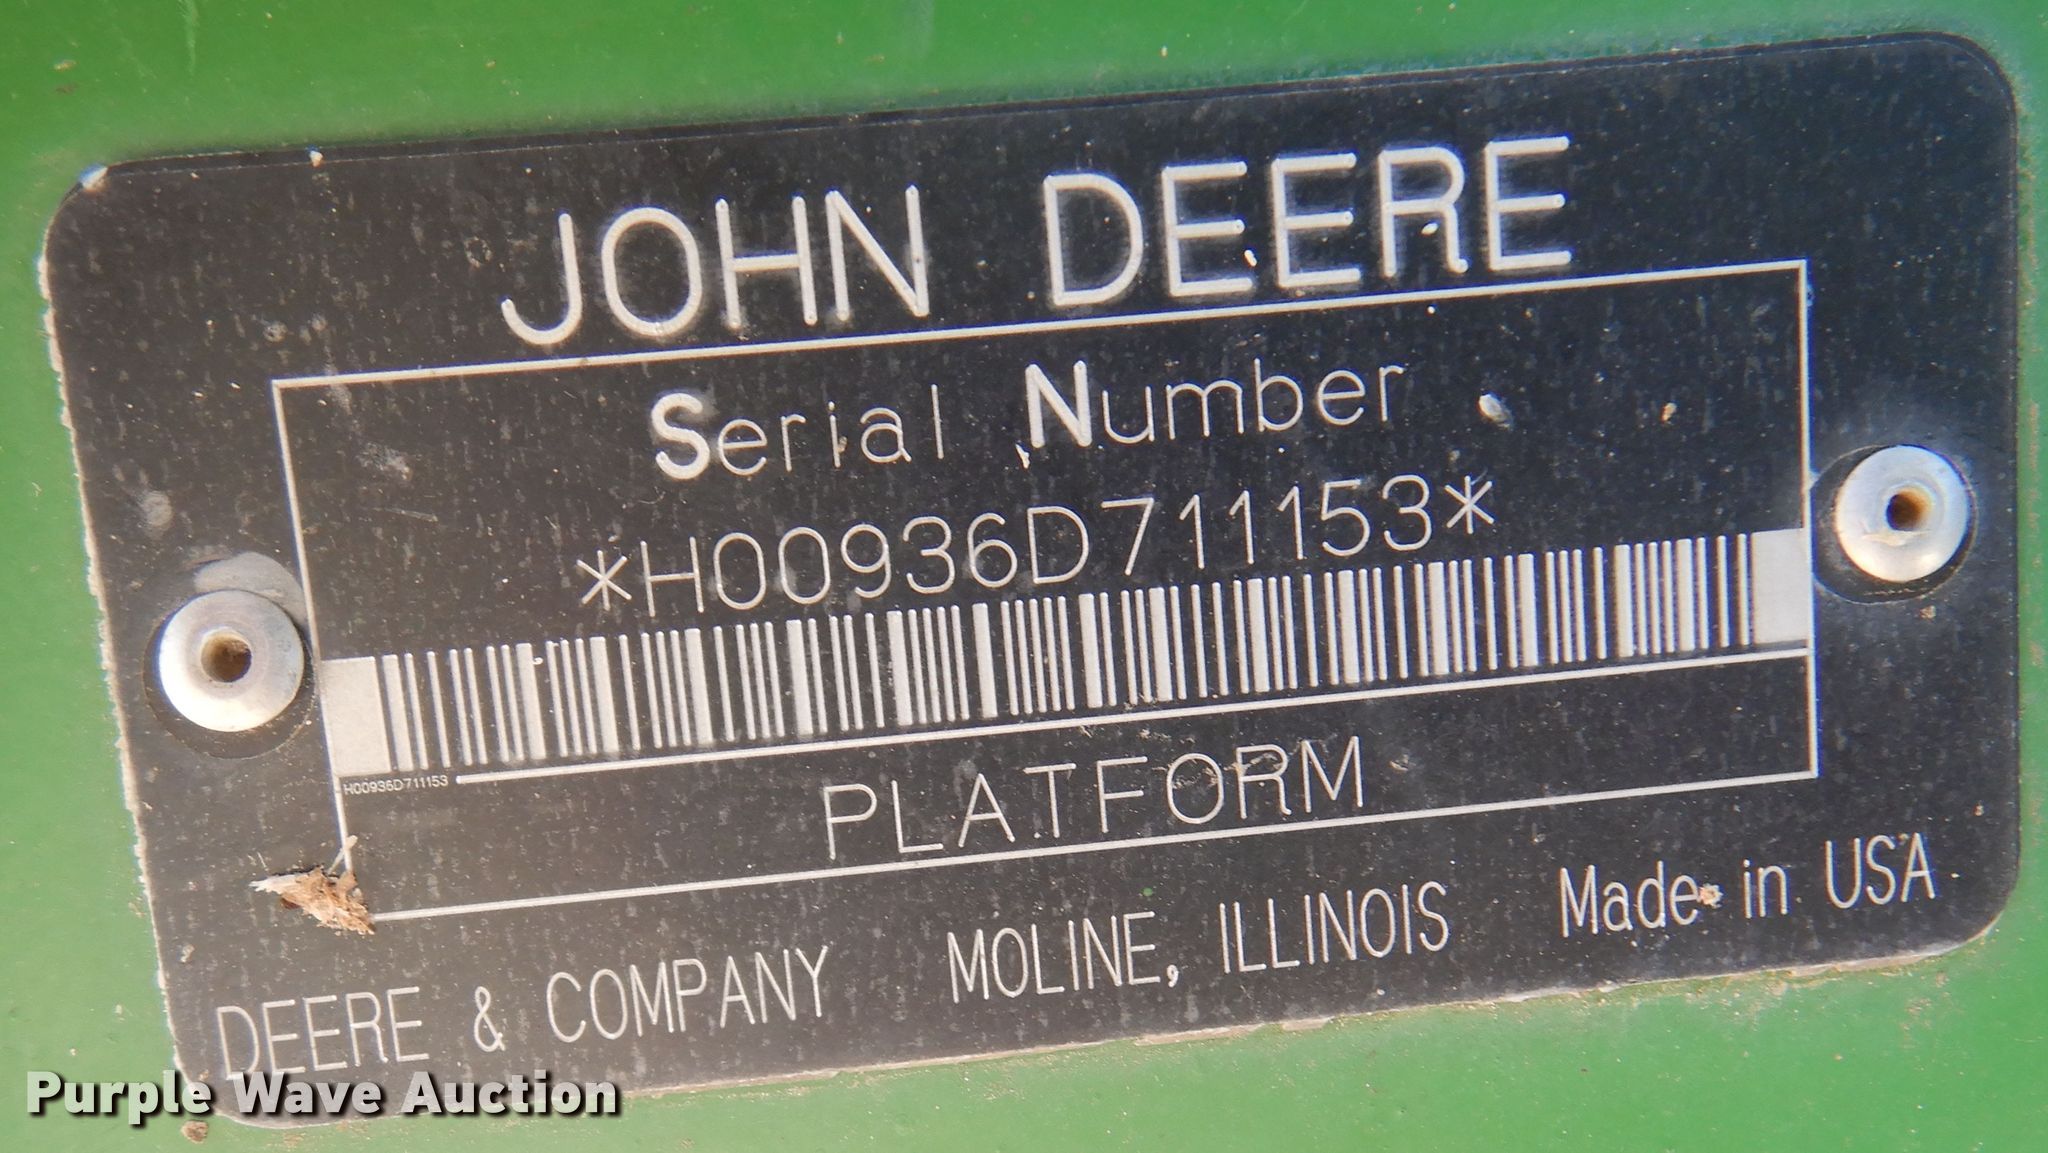 JOHN DEERE
Serial Number
*H00936D711153*
H00936D711153
PLATFORM
DEERE & COMPANY MOLINE, ILLINOIS Made in USA
Purple Wave Auction